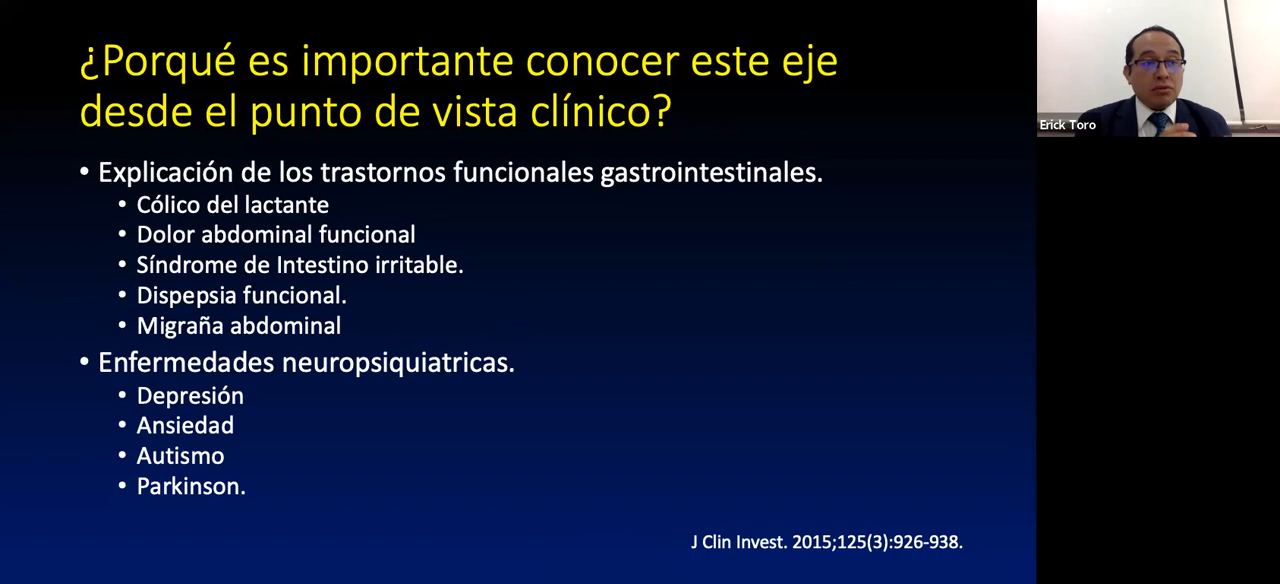 ¿Porqué es importante conocer este eje
desde el punto de vista clínico?
• Explicación de los trastornos funcionales gastrointestinales.
• Cólico del lactante
• Dolor abdominal funcional
• Síndrome de Intestino irritable.
• Dispepsia funcional.
• Migraña abdominal
• Enfermedades neuropsiquiatricas.
• Depresión
• Ansiedad
• Autismo
• Parkinson.
J Clin Invest. 2015;125(3):926-938.
Erick Toro